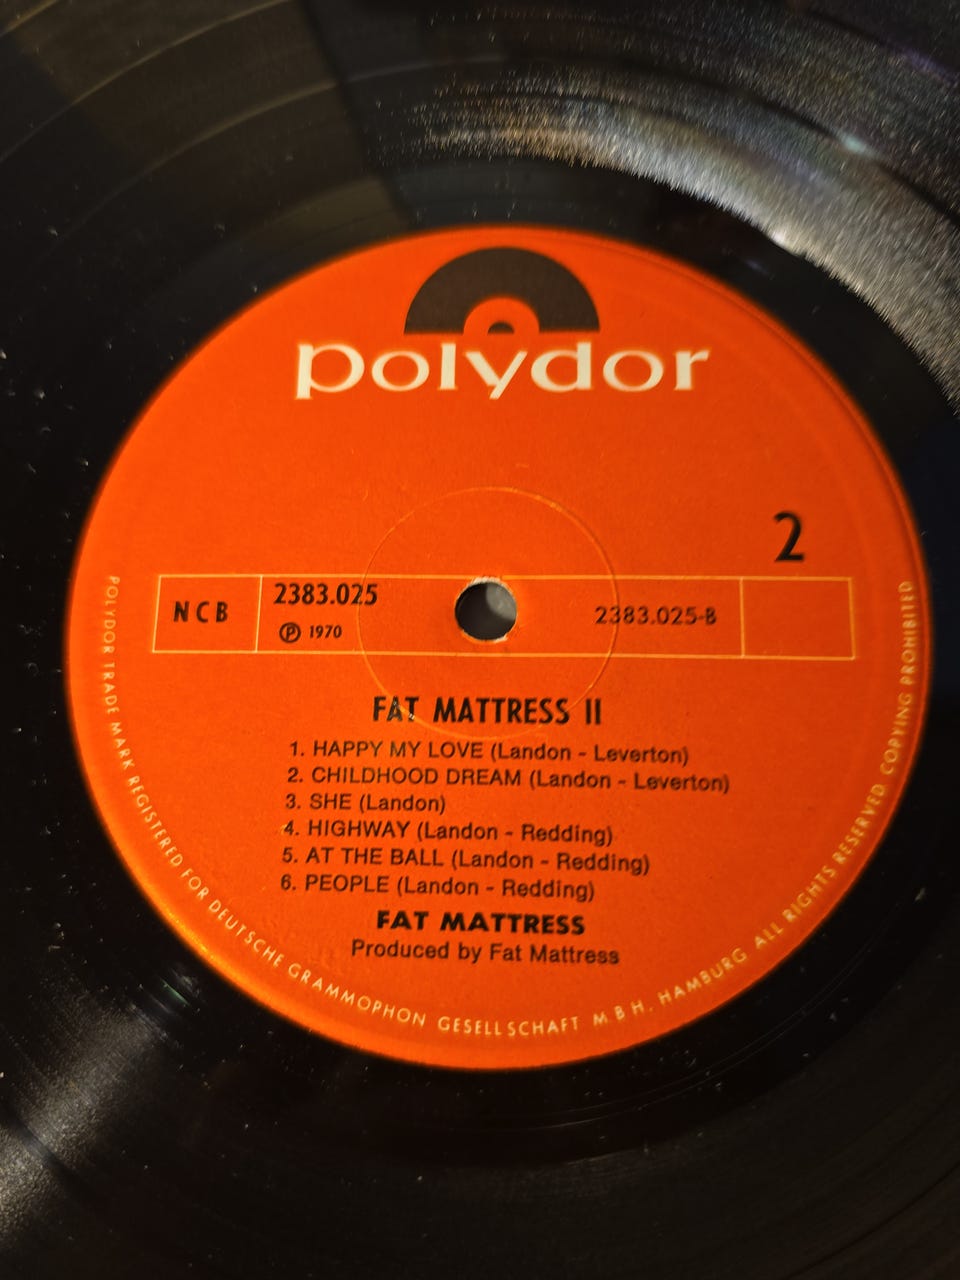 polydor
2
NCB
2383.025
℗ 1970
2383.025-B
FAT MATTRESS II
1. HAPPY MY LOVE (Landon - Leverton)
2. CHILDHOOD DREAM (Landon - Leverton)
3. SHE (Landon)
4. HIGHWAY (Landon - Redding)
5. AT THE BALL (Landon - Redding)
6. PEOPLE (Landon - Redding)
FAT MATTRESS
Produced by Fat Mattress
POLYDOR TRADE MARK REGISTERED FOR DEUTSCHE GRAMMOPHON GESELLSCHAFT M B H. HAMBURG ALL RIGHTS RESERVED COPYING PROHIBITED